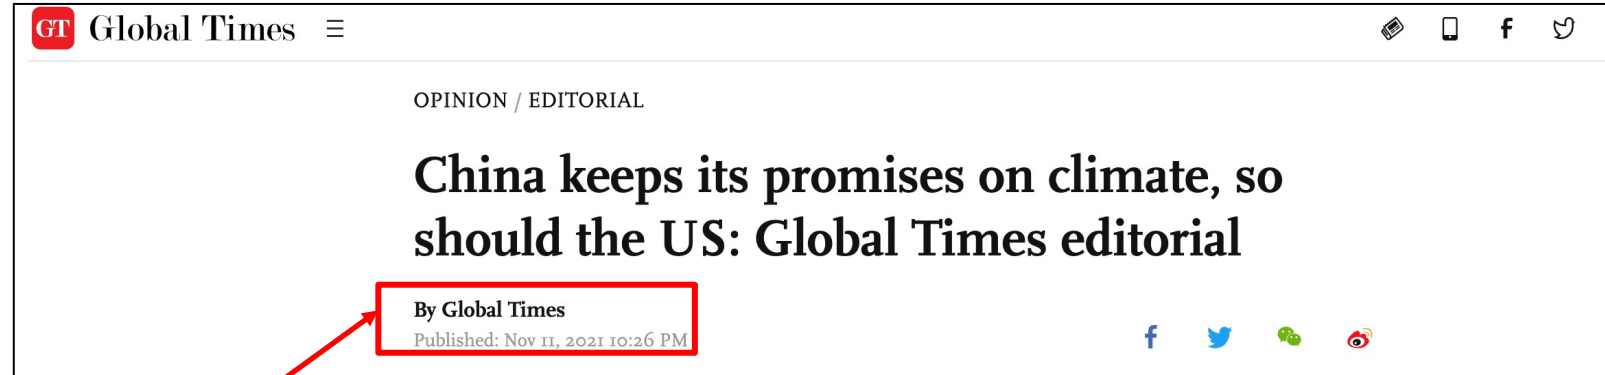 GT Global Times
OPINION / EDITORIAL
China keeps its promises on climate, so
should the US: Global Times editorial
By Global Times
Published: Nov 11, 2021 10:26 PM